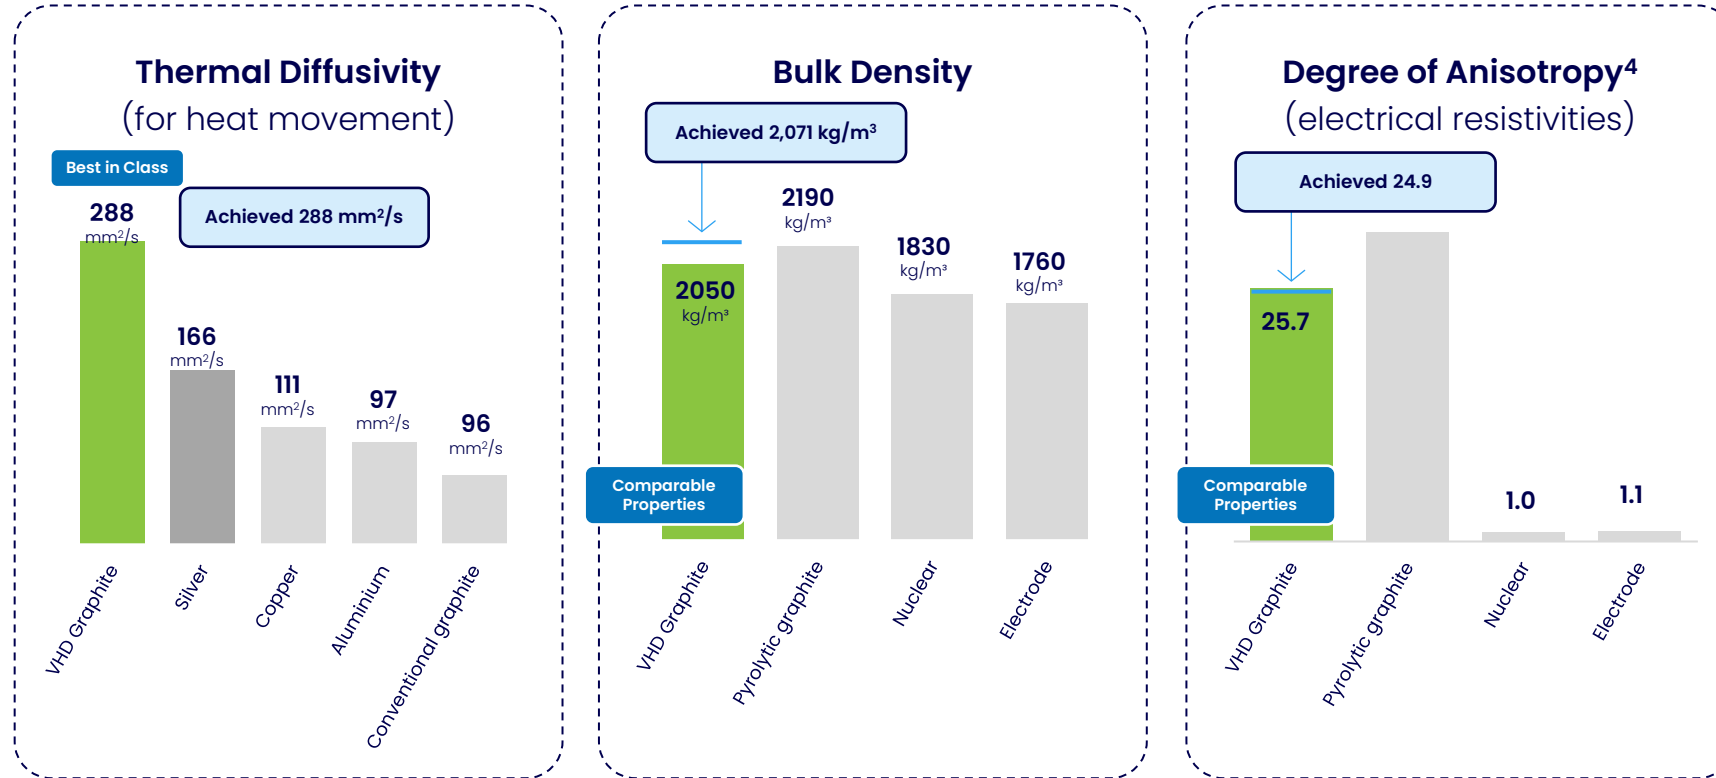 Thermal Diffusivity
(for heat movement)
Best in Class
Achieved 288 mm²/s
288
mm²/s
166
mm²/s
111
mm²/s
97
mm²/s
96
mm²/s
VHD Graphite
Silver
Copper
Aluminium
Conventional graphite
Bulk Density
Achieved 2,071 kg/m³
2050
kg/m³
2190
kg/m³
1830
kg/m³
1760
kg/m³
Comparable
Properties
VHD Graphite
Pyrolytic graphite
Nuclear
Electrode
Degree of Anisotropy⁴
(electrical resistivities)
Achieved 24.9
25.7
1.0
1.1
Comparable
Properties
VHD Graphite
Pyrolytic graphite
Nuclear
Electrode